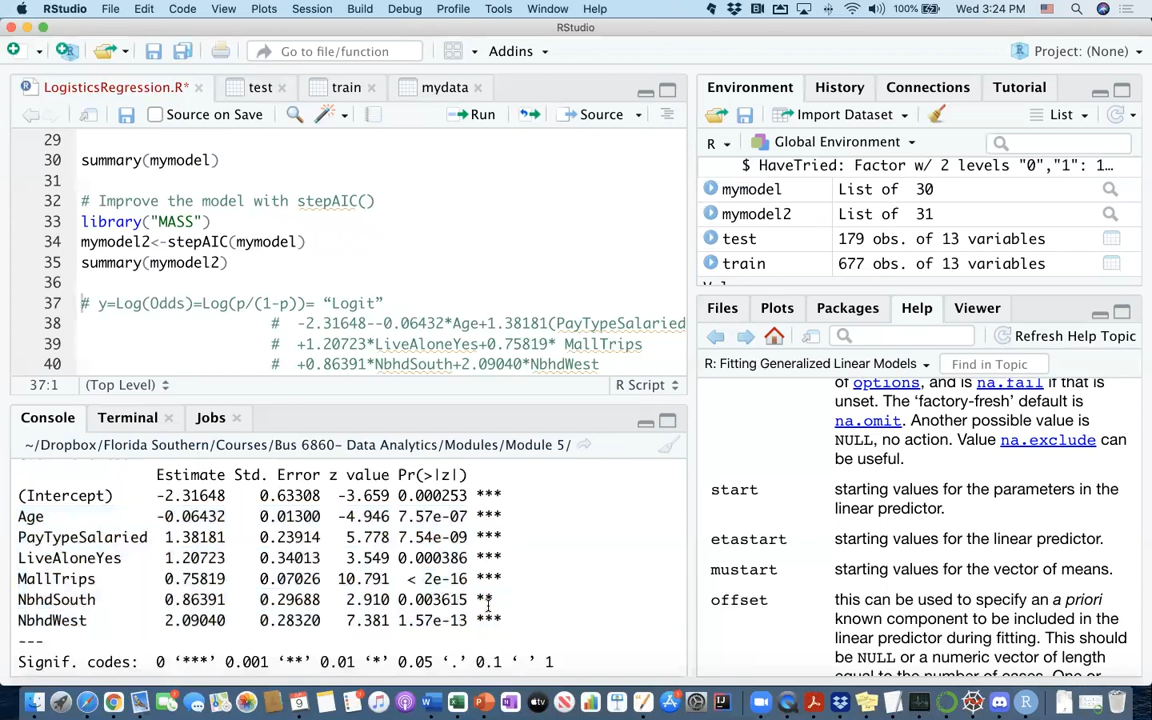 RStudio File Edit Code View Plots Session Build Debug Profile Tools Window Help 100% Wed 3:24 PM
RStudio
Go to file/function Addins Project: (None)
LogisticsRegression.R* test train mydata
Source on Save Run Source
29
30 summary(mymodel)
31
32 # Improve the model with stepAIC()
33 library("MASS")
34 mymodel2<-stepAIC(mymodel)
35 summary(mymodel2)
36
37 # y=Log(Odds)=Log(p/(1-p))= “Logit”
38 # -2.31648--0.06432*Age+1.38181(PayTypeSalaried
39 # +1.20723*LiveAloneYes+0.75819* MallTrips
40 # +0.86391*NbhdSouth+2.09040*NbhdWest
37:1 (Top Level) R Script
Console Terminal Jobs
~/Dropbox/Florida Southern/Courses/Bus 6860- Data Analytics/Modules/Module 5/
Estimate Std. Error z value Pr(>|z|)
(Intercept) -2.31648 0.63308 -3.659 0.000253 ***
Age -0.06432 0.01300 -4.946 7.57e-07 ***
PayTypeSalaried 1.38181 0.23914 5.778 7.54e-09 ***
LiveAloneYes 1.20723 0.34013 3.549 0.000386 ***
MallTrips 0.75819 0.07026 10.791 < 2e-16 ***
NbhdSouth 0.86391 0.29688 2.910 0.003615 **
NbhdWest 2.09040 0.28320 7.381 1.57e-13 ***
---
Signif. codes: 0 ‘***’ 0.001 ‘**’ 0.01 ‘*’ 0.05 ‘.’ 0.1 ‘ ’ 1
Environment History Connections Tutorial
Import Dataset List
R Global Environment
$ HaveTried: Factor w/ 2 levels "0","1": 1…
mymodel List of 30
mymodel2 List of 31
test 179 obs. of 13 variables
train 677 obs. of 13 variables
Files Plots Packages Help Viewer
Refresh Help Topic
R: Fitting Generalized Linear Models Find in Topic
of options, and is na.fail if that is
unset. The ‘factory-fresh’ default is
na.omit. Another possible value is
NULL, no action. Value na.exclude can
be useful.
start starting values for the parameters in the
linear predictor.
etastart starting values for the linear predictor.
mustart starting values for the vector of means.
offset this can be used to specify an a priori
known component to be included in the
linear predictor during fitting. This should
be NULL or a numeric vector of length
equal to the number of cases. One or